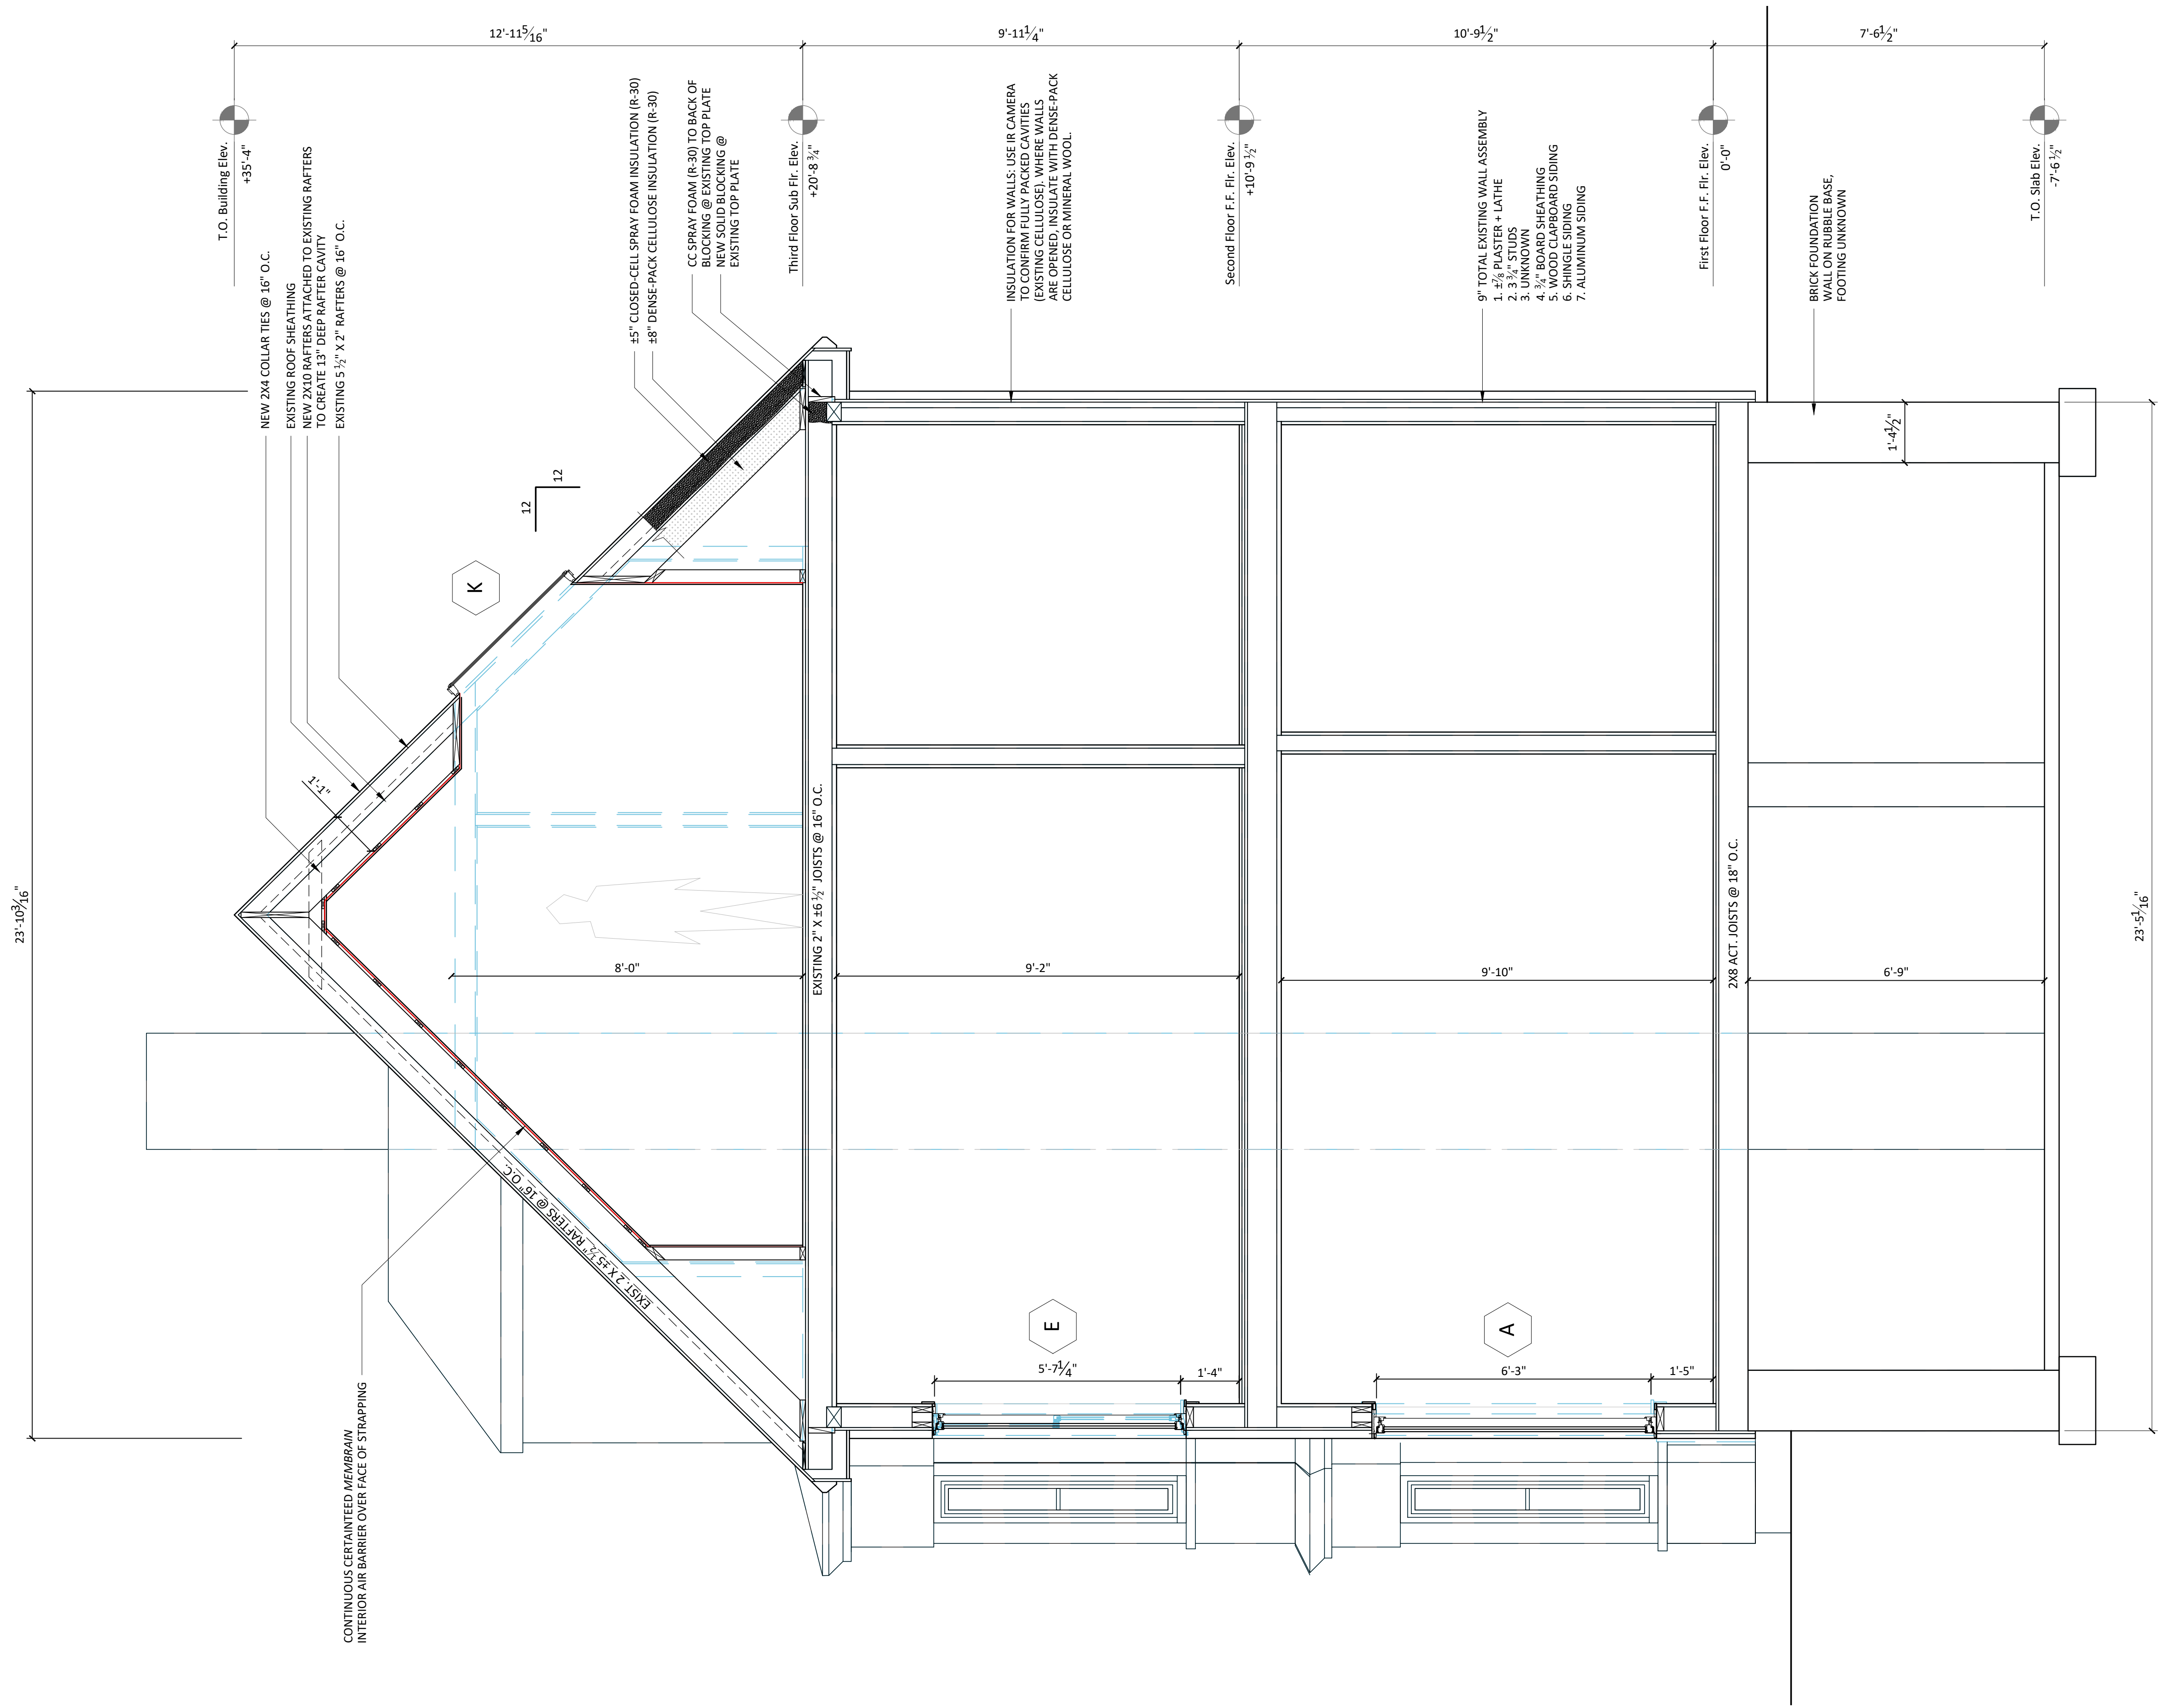 23'-10 3/16"
12'-11 5/16"
9'-11 1/4"
10'-9 1/2"
7'-6 1/2"
T.O. Building Elev.
+35'-4"
Third Floor Sub Flr. Elev.
+20'-8 3/4"
Second Floor F.F. Flr. Elev.
+10'-9 1/2"
First Floor F.F. Flr. Elev.
0'-0"
T.O. Slab Elev.
-7'-6 1/2"
NEW 2X4 COLLAR TIES @ 16" O.C.
EXISTING ROOF SHEATHING
NEW 2X10 RAFTERS ATTACHED TO EXISTING RAFTERS
TO CREATE 13" DEEP RAFTER CAVITY
EXISTING 5 1/2" X 2" RAFTERS @ 16" O.C.
±5" CLOSED-CELL SPRAY FOAM INSULATION (R-30)
±8" DENSE-PACK CELLULOSE INSULATION (R-30)
CC SPRAY FOAM (R-30) TO BACK OF
BLOCKING @ EXISTING TOP PLATE
NEW SOLID BLOCKING @
EXISTING TOP PLATE
INSULATION FOR WALLS: USE IR CAMERA
TO CONFIRM FULLY PACKED CAVITIES
(EXISTING CELLULOSE). WHERE WALLS
ARE OPENED, INSULATE WITH DENSE-PACK
CELLULOSE OR MINERAL WOOL.
9" TOTAL EXISTING WALL ASSEMBLY
1. ±7/8 PLASTER + LATHE
2. 3 3/4" STUDS
3. UNKNOWN
4. 3/4" BOARD SHEATHING
5. WOOD CLAPBOARD SIDING
6. SHINGLE SIDING
7. ALUMINUM SIDING
BRICK FOUNDATION
WALL ON RUBBLE BASE,
FOOTING UNKNOWN
12
12
K
1'-1"
1'-4 1/2"
EXISTING 2" X ±6 1/2" JOISTS @ 16" O.C.
2X8 ACT. JOISTS @ 18" O.C.
8'-0"
9'-2"
9'-10"
6'-9"
23'-5 1/16"
EXIST. 2 X ±5 1/2" RAFTERS @ 16" O.C.
E
A
5'-7 1/4"
1'-4"
6'-3"
1'-5"
CONTINUOUS CERTAINTEED MEMBRAIN
INTERIOR AIR BARRIER OVER FACE OF STRAPPING